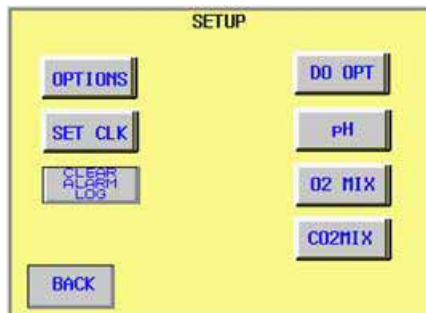 SETUP
OPTIONS
DO OPT
SET CLK
pH
CLEAR
ALARM
LOG
O2 MIX
CO2MIX
BACK